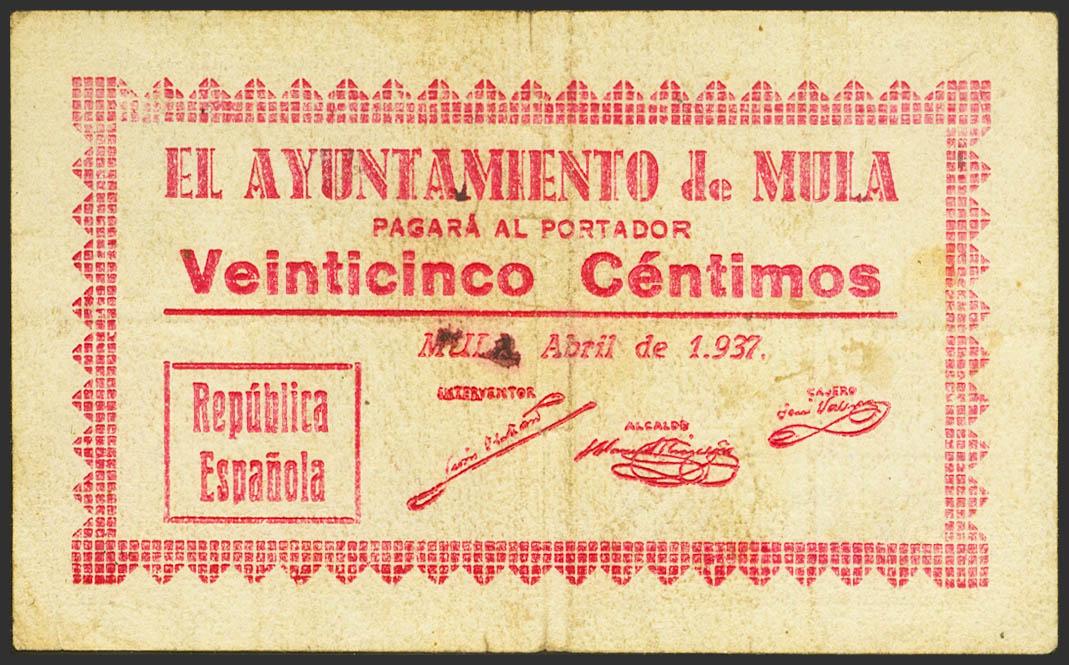 EL AYUNTAMIENTO de MULA
PAGARÁ AL PORTADOR
Veinticinco Céntimos
MULA Abril de 1.937.
República
Española
INTERVENTOR
ALCALDE
CAJERO